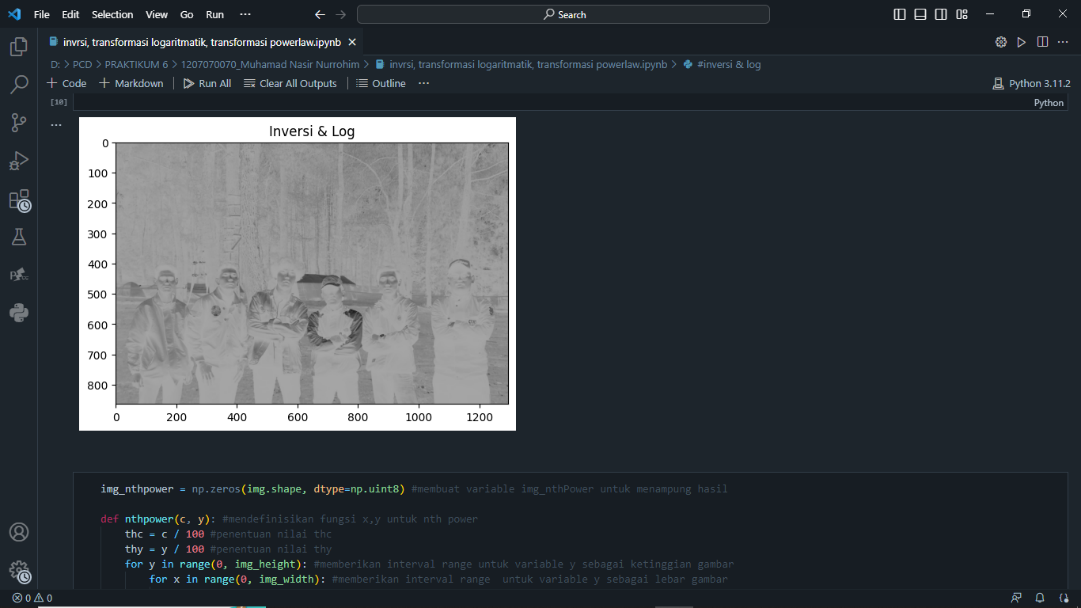 File Edit Selection View Go Run ··· Search
invrsi, transformasi logaritmatik, transformasi powerlaw.ipynb
D: > PCD > PRAKTIKUM 6 > 1207070070_Muhamad Nasir Nurrohim > invrsi, transformasi logaritmatik, transformasi powerlaw.ipynb > #inversi & log
+ Code + Markdown Run All Clear All Outputs Outline ··· Python 3.11.2
[10] Python
Inversi & Log
0
100
200
300
400
500
600
700
800
0 200 400 600 800 1000 1200
img_nthpower = np.zeros(img.shape, dtype=np.uint8) #membuat variable img_nthPower untuk menampung hasil
def nthpower(c, y): #mendefinisikan fungsi x,y untuk nth power
thc = c / 100 #penentuan nilai thc
thy = y / 100 #penentuan nilai thy
for y in range(0, img_height): #memberikan interval range untuk variable y sebagai ketinggian gambar
for x in range(0, img_width): #memberikan interval range  untuk variable y sebagai lebar gambar
0 0